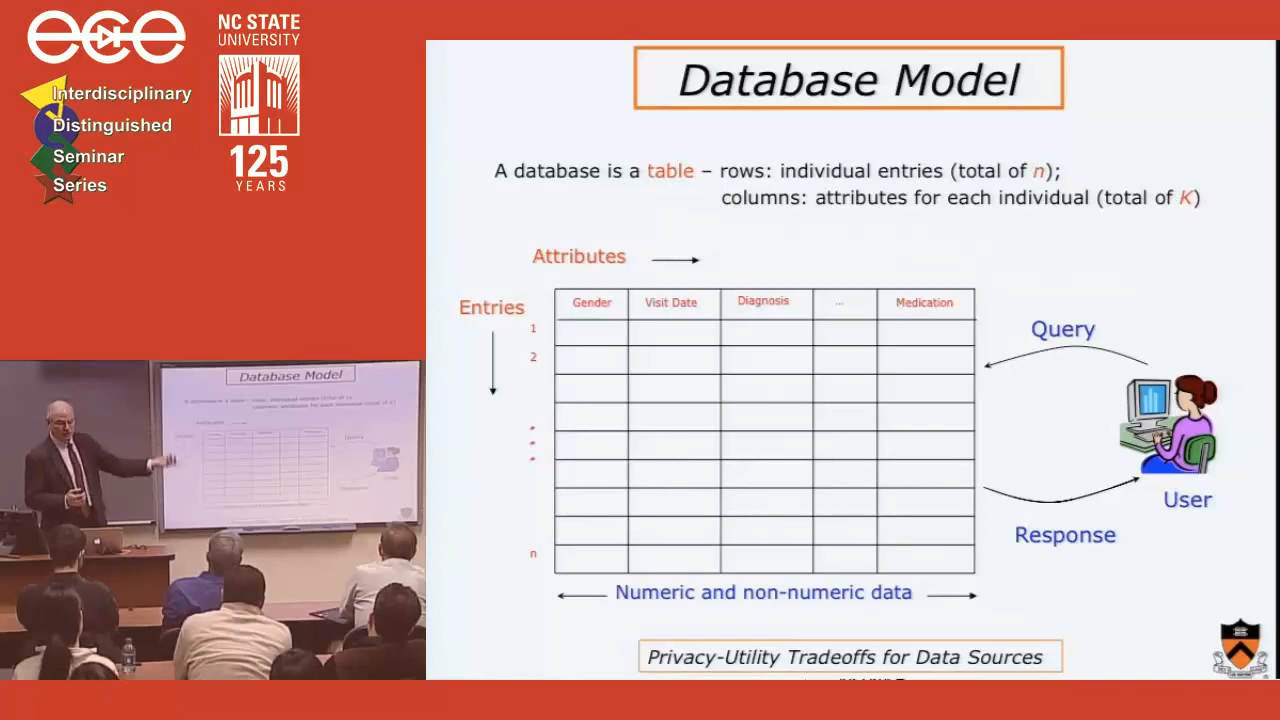 ece
NC STATE
UNIVERSITY
125
YEARS
Interdisciplinary
Distinguished
Seminar
Series
Database Model
A database is a table – rows: individual entries (total of n);
columns: attributes for each individual (total of K)
Attributes
Entries
Gender Visit Date Diagnosis ... Medication
1
2
n
Query
User
Response
Numeric and non-numeric data
Privacy-Utility Tradeoffs for Data Sources
Database Model